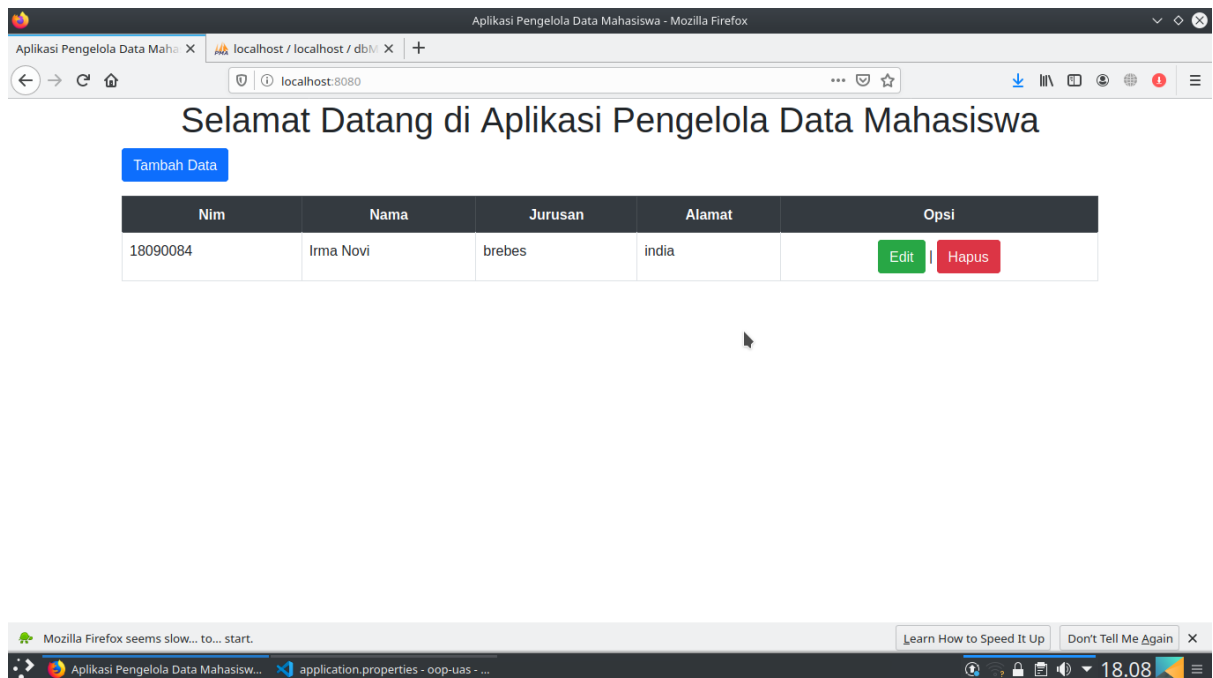 Aplikasi Pengelola Data Mahasiswa - Mozilla Firefox
Aplikasi Pengelola Data Maha
localhost / localhost / dbM
localhost:8080
Selamat Datang di Aplikasi Pengelola Data Mahasiswa
Tambah Data
Nim Nama Jurusan Alamat Opsi
18090084 Irma Novi brebes india Edit | Hapus
Mozilla Firefox seems slow... to... start. Learn How to Speed It Up Don't Tell Me Again
Aplikasi Pengelola Data Mahasisw... application.properties - oop-uas - ... 18.08